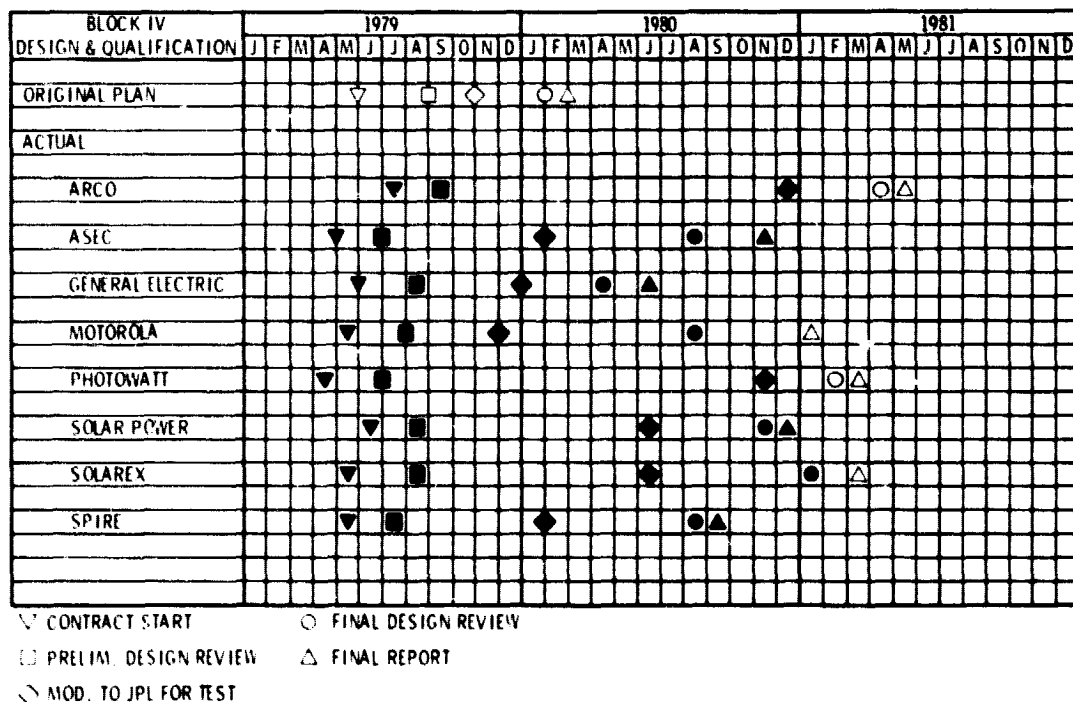 BLOCK IV
DESIGN & QUALIFICATION
1979 1980 1981
J F M A M J J A S O N D J F M A M J J A S O N D J F M A M J J A S O N D
ORIGINAL PLAN
ACTUAL
ARCO
ASEC
GENERAL ELECTRIC
MOTOROLA
PHOTOWATT
SOLAR POWER
SOLAREX
SPIRE
CONTRACT START
FINAL DESIGN REVIEW
PRELIM. DESIGN REVIEW
FINAL REPORT
MOD. TO JPL FOR TEST